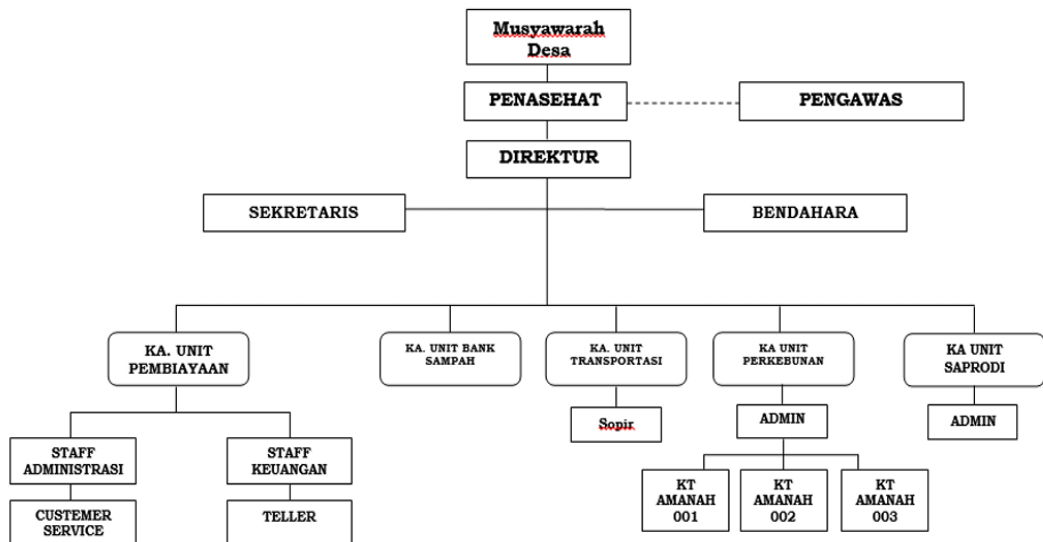 Musyawarah
Desa
PENASEHAT
PENGAWAS
DIREKTUR
SEKRETARIS
BENDAHARA
KA. UNIT
PEMBIAYAAN
KA. UNIT BANK
SAMPAH
KA. UNIT
TRANSPORTASI
KA UNIT
PERKEBUNAN
KA UNIT
SAPRODI
STAFF
ADMINISTRASI
STAFF
KEUANGAN
Sopir
ADMIN
ADMIN
CUSTEMER
SERVICE
TELLER
KT
AMANAH
001
KT
AMANAH
002
KT
AMANAH
003